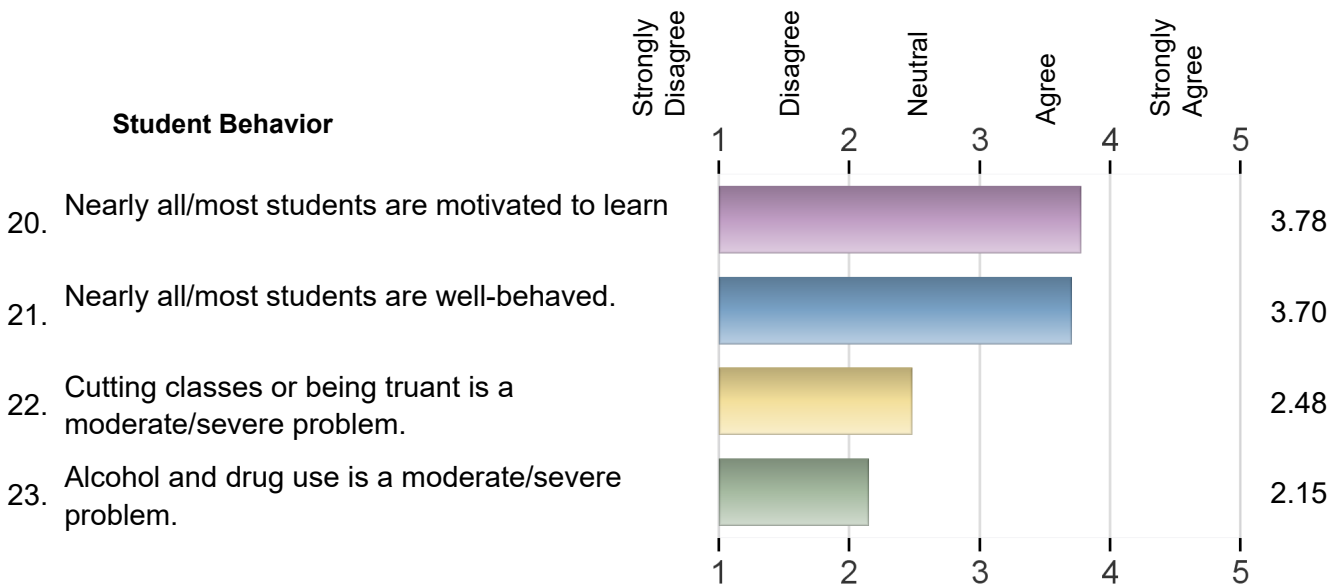 Strongly
Disagree
Disagree
Neutral
Agree
Strongly
Agree
Student Behavior
1 2 3 4 5
20. Nearly all/most students are motivated to learn 3.78
21. Nearly all/most students are well-behaved. 3.70
22. Cutting classes or being truant is a
moderate/severe problem. 2.48
23. Alcohol and drug use is a moderate/severe
problem. 2.15
1 2 3 4 5